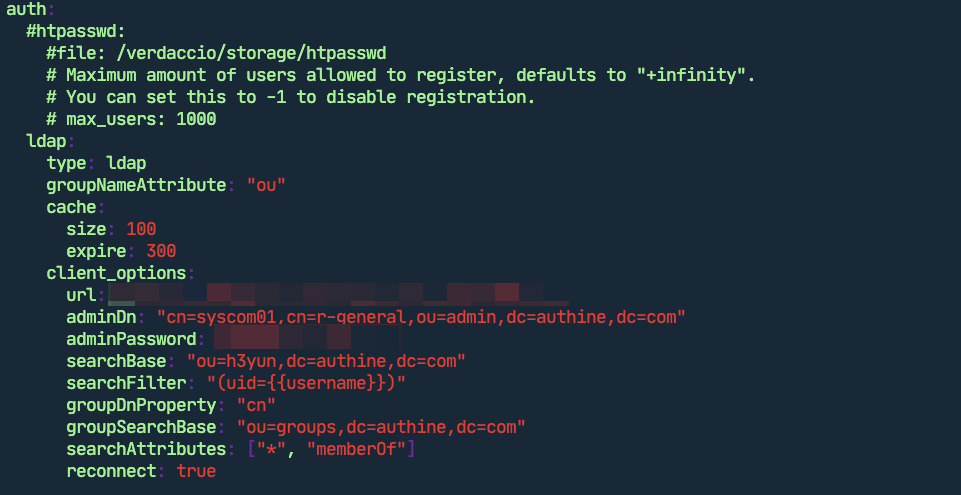 auth:
  #htpasswd:
    #file: /verdaccio/storage/htpasswd
    # Maximum amount of users allowed to register, defaults to "+infinity".
    # You can set this to -1 to disable registration.
    # max_users: 1000
  ldap:
    type: ldap
    groupNameAttribute: "ou"
    cache:
      size: 100
      expire: 300
    client_options:
      url:
      adminDn: "cn=syscom01,cn=r-general,ou=admin,dc=authine,dc=com"
      adminPassword:
      searchBase: "ou=h3yun,dc=authine,dc=com"
      searchFilter: "(uid={{username}})"
      groupDnProperty: "cn"
      groupSearchBase: "ou=groups,dc=authine,dc=com"
      searchAttributes: ["*", "memberOf"]
      reconnect: true